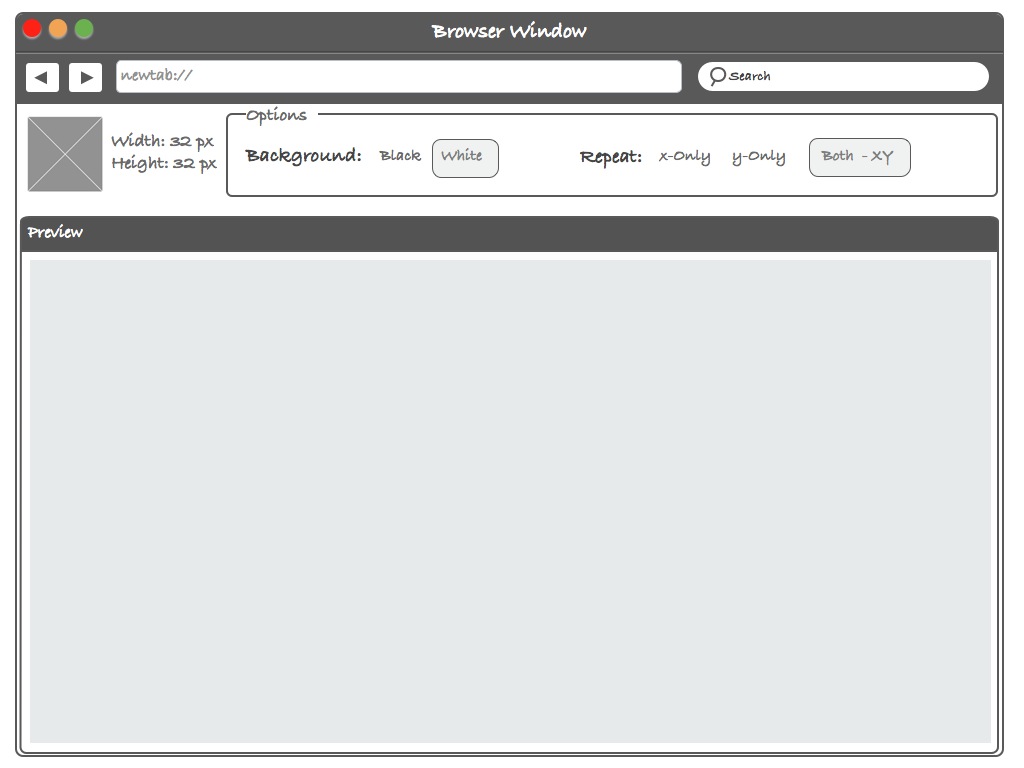 Browser Window
newtab://
Search
Width: 32 px
Height: 32 px
Options
Background: Black White
Repeat: x-Only y-Only Both - XY
Preview